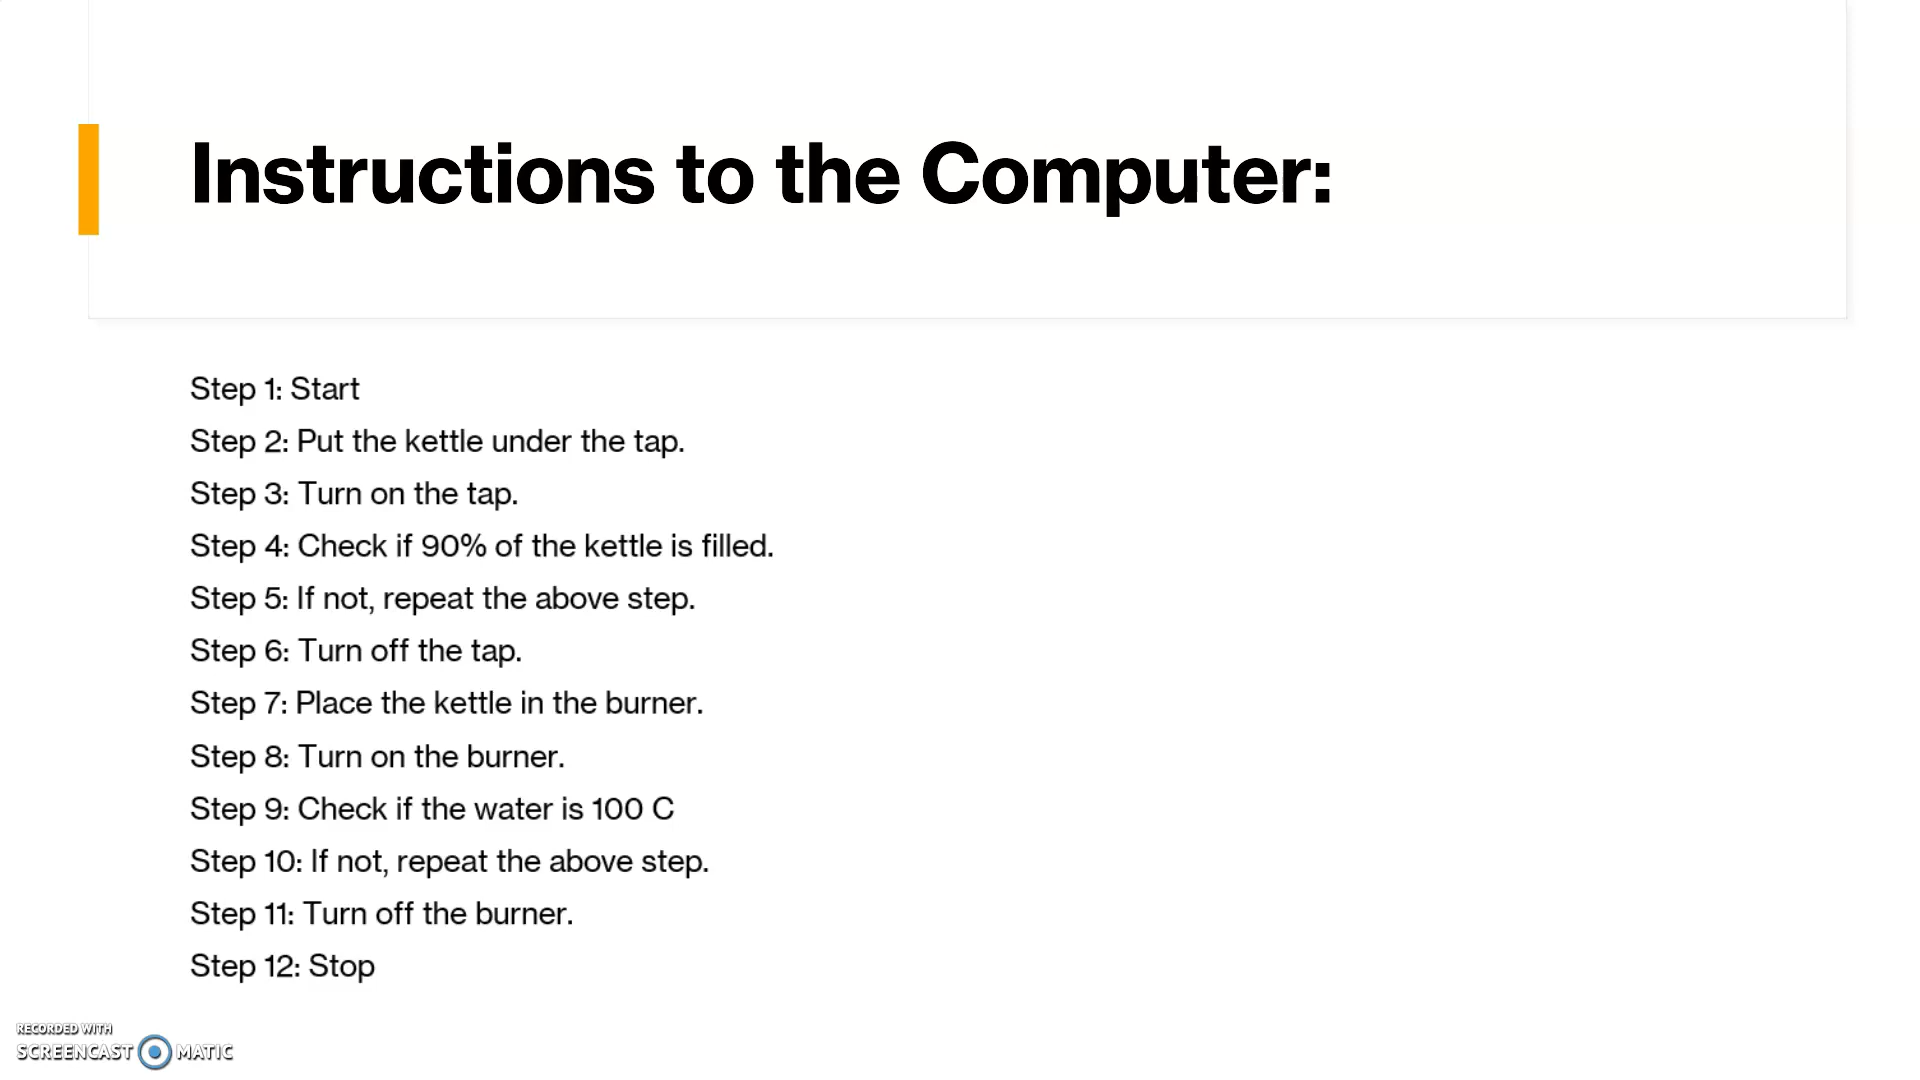 Instructions to the Computer:
Step 1: Start
Step 2: Put the kettle under the tap.
Step 3: Turn on the tap.
Step 4: Check if 90% of the kettle is filled.
Step 5: If not, repeat the above step.
Step 6: Turn off the tap.
Step 7: Place the kettle in the burner.
Step 8: Turn on the burner.
Step 9: Check if the water is 100 C
Step 10: If not, repeat the above step.
Step 11: Turn off the burner.
Step 12: Stop
RECORDED WITH
SCREENCAST MATIC